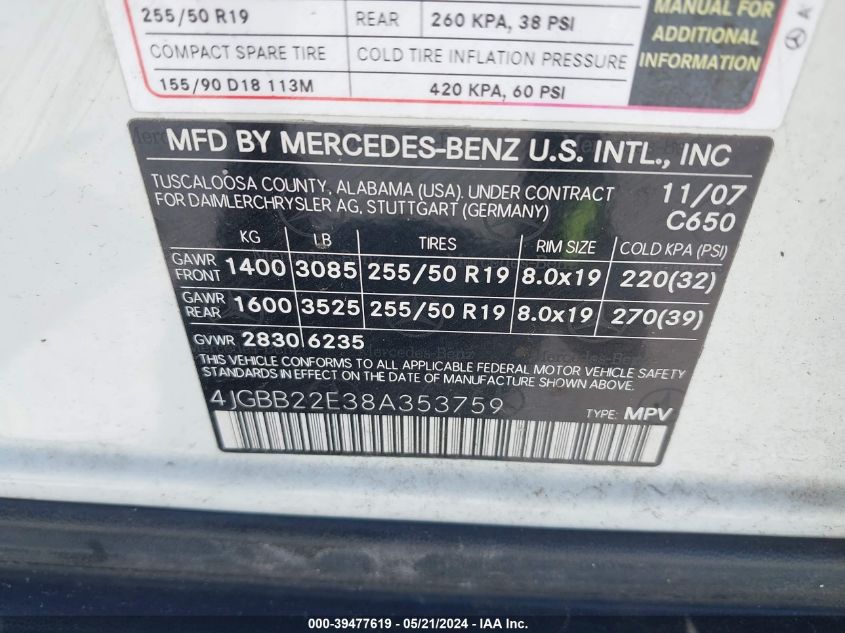 255/50 R19 REAR 260 KPA, 38 PSI
MANUAL FOR
ADDITIONAL
INFORMATION
COMPACT SPARE TIRE COLD TIRE INFLATION PRESSURE
155/90 D18 113M 420 KPA, 60 PSI
MFD BY MERCEDES-BENZ U.S. INTL., INC
TUSCALOOSA COUNTY, ALABAMA (USA), UNDER CONTRACT 11/07
FOR DAIMLERCHRYSLER AG, STUTTGART (GERMANY) C650
KG LB TIRES RIM SIZE COLD KPA (PSI)
GAWR FRONT 1400 3085 255/50 R19 8.0x19 220(32)
GAWR REAR 1600 3525 255/50 R19 8.0x19 270(39)
GVWR 2830 6235
THIS VEHICLE CONFORMS TO ALL APPLICABLE FEDERAL MOTOR VEHICLE SAFETY
STANDARDS IN EFFECT ON THE DATE OF MANUFACTURE SHOWN ABOVE.
4JGBB22E38A353759 TYPE: MPV
000-39477619 - 05/21/2024 - IAA Inc.